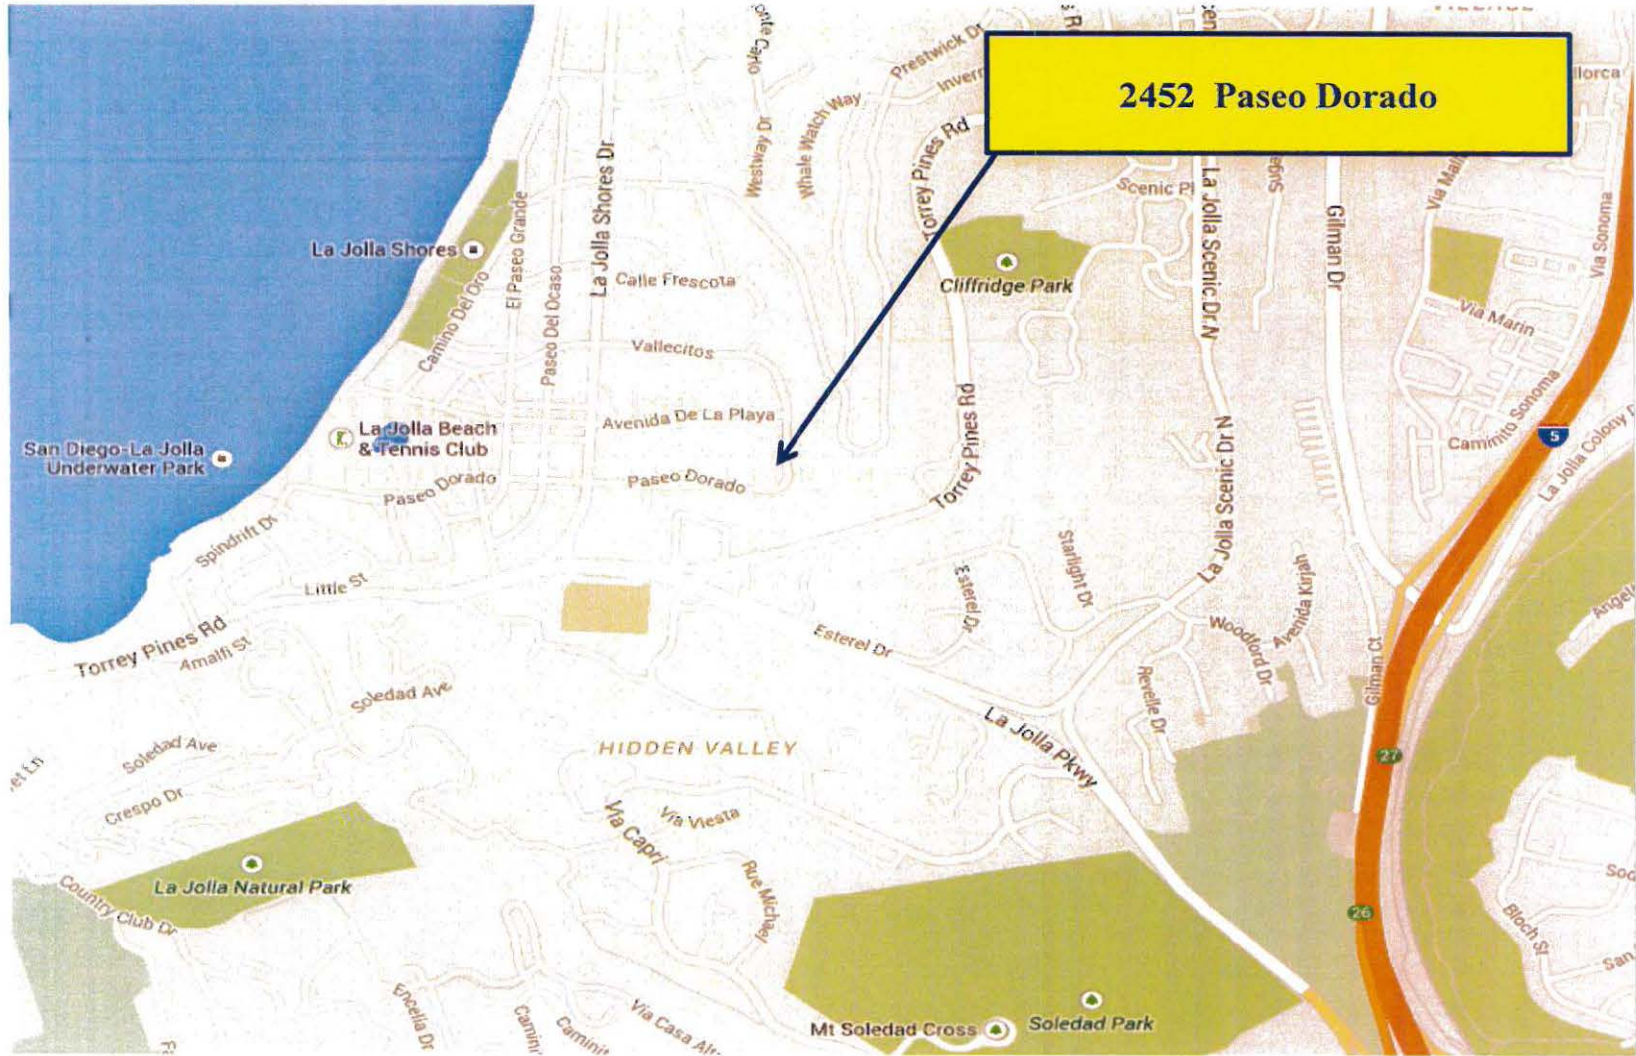 2452 Paseo Dorado
Prestwick Dr
Whale Watch Way
Westway Dr
Torrey Pines Rd
Scenic Pl
La Jolla Scenic Dr N
Gilman Dr
Via Sonoma
La Jolla Shores
El Paseo Grande
La Jolla Shores Dr
Calle Frescota
Camino Del Oro
Paseo Del Ocaso
Cliffridge Park
Via Marin
Vallecitos
Avenida De La Playa
Torrey Pines Rd
La Jolla Scenic Dr N
Caminito Sonoma
5
La Jolla Colony
La Jolla Beach
& Tennis Club
San Diego-La Jolla
Underwater Park
Paseo Dorado
Paseo Dorado
Spindrift Dr
Little St
Esterel Dr
Starlight Dr
Avenida Kirjah
Torrey Pines Rd
Amalfi St
Esterel Dr
Woodford Dr
Gilman Ct
Revelle Dr
Soledad Ave
La Jolla Pkwy
HIDDEN VALLEY
Soledad Ave
27
Crespo Dr
Via Capri
Via Viesta
La Jolla Natural Park
Rue Michael
Country Club Dr
26
Bloch St
Encelia Dr
Via Casa Alt
Mt Soledad Cross
Soledad Park